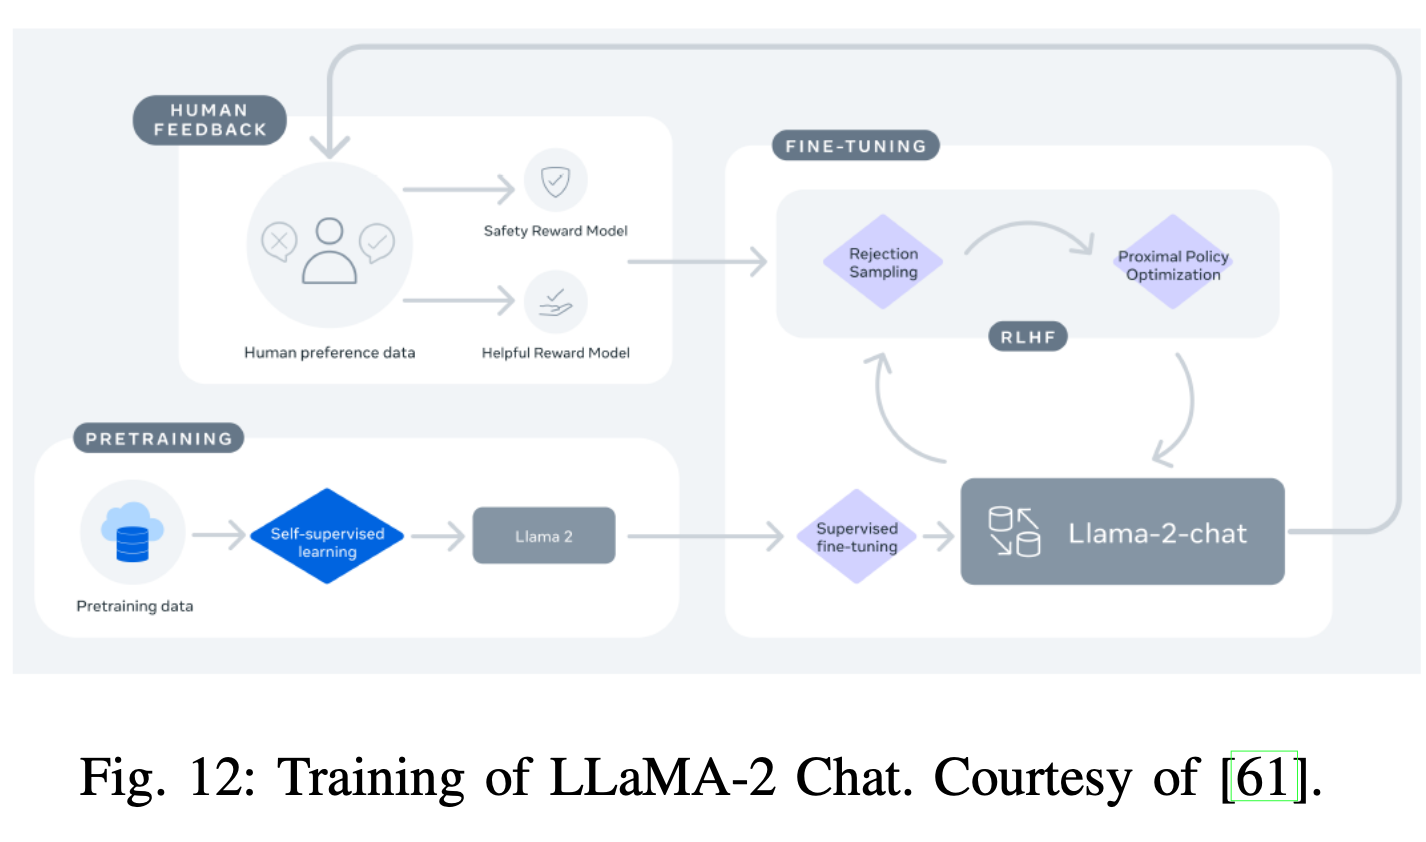 HUMAN
FEEDBACK
Safety Reward Model
Human preference data
Helpful Reward Model
FINE-TUNING
Rejection
Sampling
Proximal Policy
Optimization
RLHF
PRETRAINING
Pretraining data
Self-supervised
learning
Llama 2
Supervised
fine-tuning
Llama-2-chat
Fig. 12: Training of LLaMA-2 Chat. Courtesy of [61].